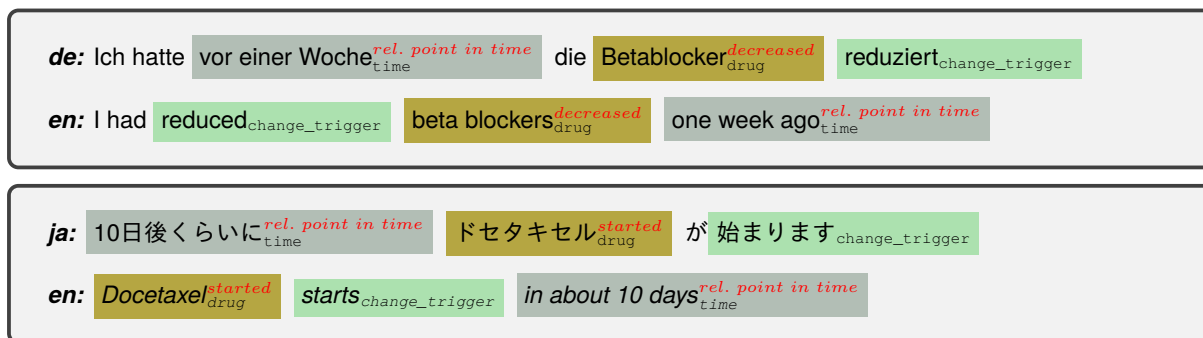 de: Ich hatte vor einer Woche rel. point in time time die Betablocker decreased drug reduziert change_trigger
en: I had reduced change_trigger beta blockers decreased drug one week ago rel. point in time time
ja: 10日後くらいに rel. point in time time ドセタキセル started drug が 始まります change_trigger
en: Docetaxel started drug starts change_trigger in about 10 days rel. point in time time